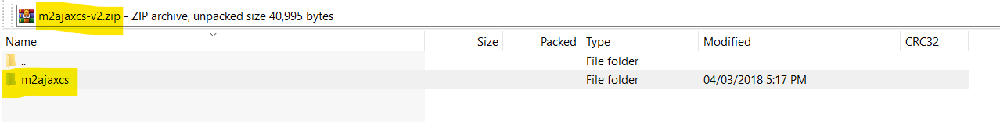 m2ajaxcs-v2.zip - ZIP archive, unpacked size 40,995 bytes
Name Size Packed Type Modified CRC32
.. File folder
m2ajaxcs File folder 04/03/2018 5:17 PM